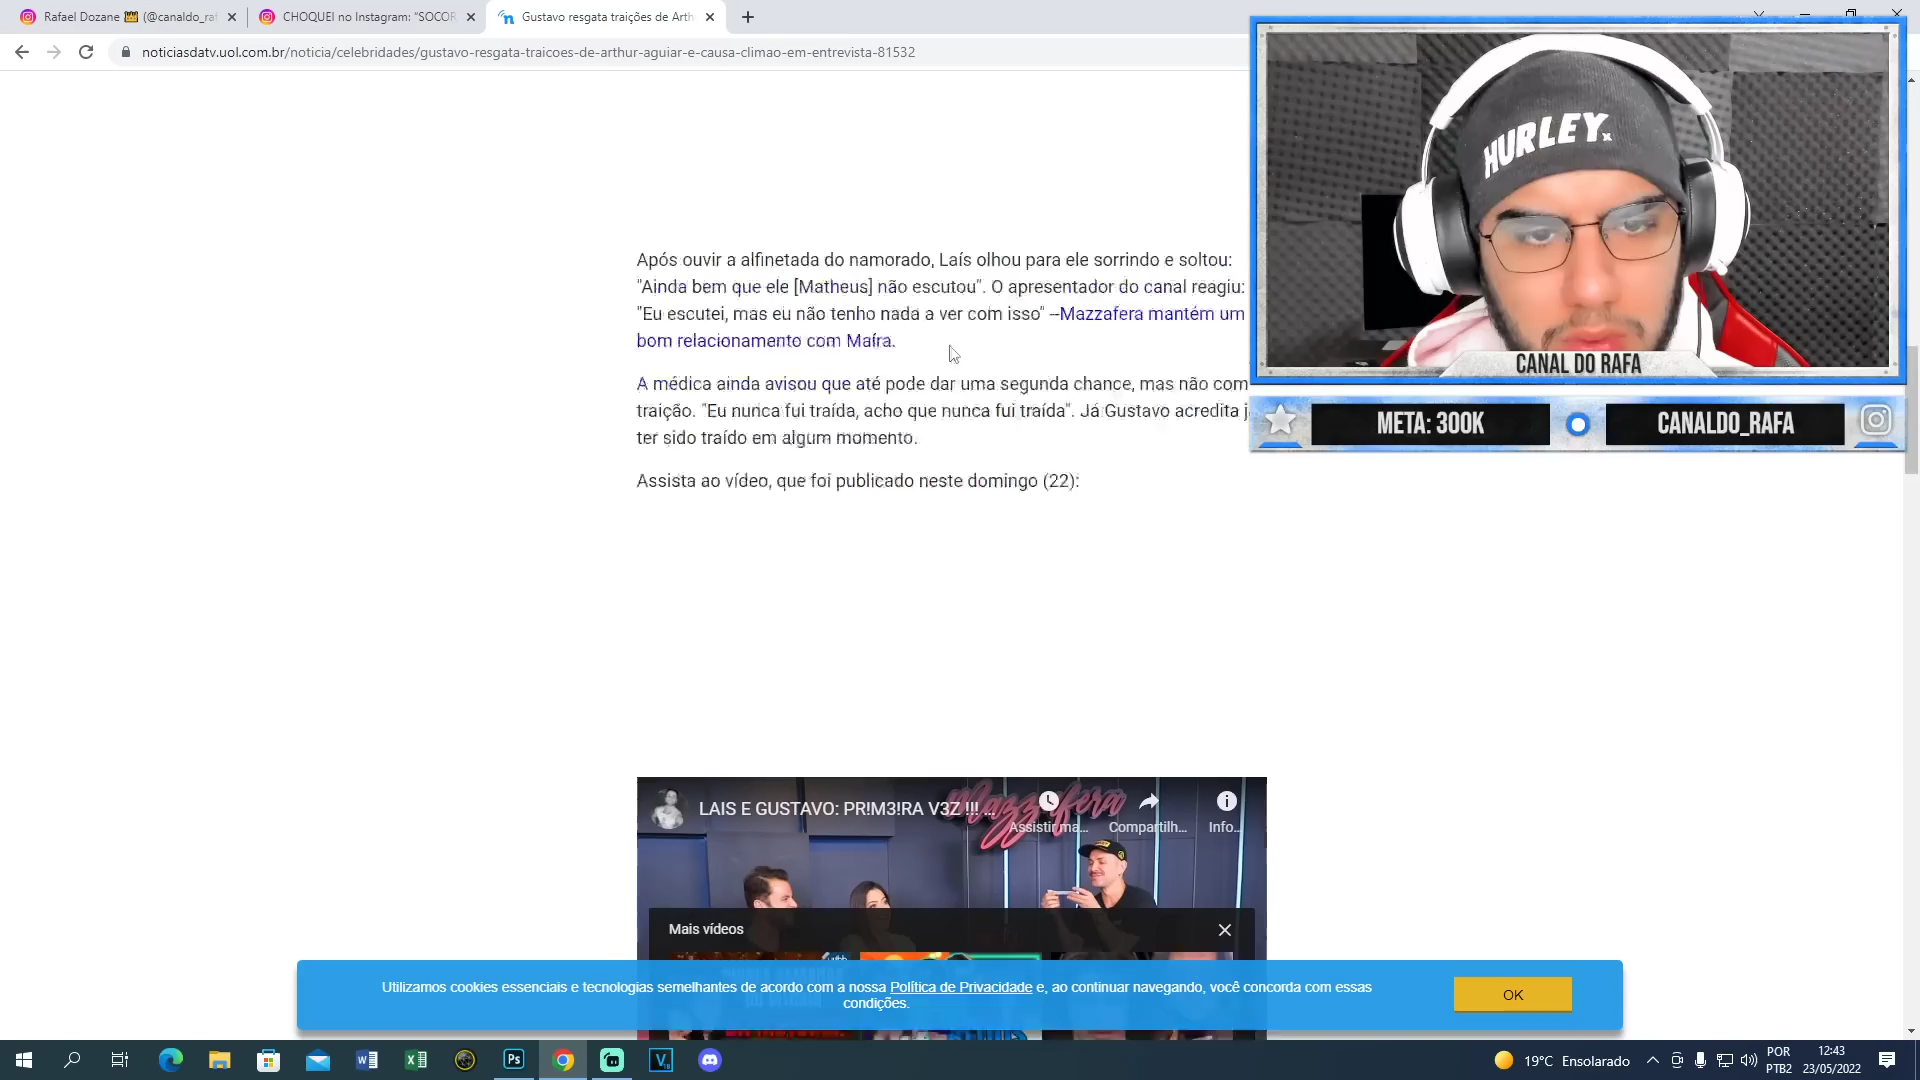 Rafael Dozane 👑 (@canaldo_raf
CHOQUEI no Instagram: "SOCOR
Gustavo resgata traições de Arth
noticiasdatv.uol.com.br/noticia/celebridades/gustavo-resgata-traicoes-de-arthur-aguiar-e-causa-climao-em-entrevista-81532
HURLEY
CANAL DO RAFA
META: 300K
CANALDO_RAFA
Após ouvir a alfinetada do namorado, Laís olhou para ele sorrindo e soltou:
"Ainda bem que ele [Matheus] não escutou". O apresentador do canal reagiu:
"Eu escutei, mas eu não tenho nada a ver com isso" --Mazzafera mantém um
bom relacionamento com Maíra.
A médica ainda avisou que até pode dar uma segunda chance, mas não com
traição. "Eu nunca fui traída, acho que nunca fui traída". Já Gustavo acredita j
ter sido traído em algum momento.
Assista ao vídeo, que foi publicado neste domingo (22):
LAIS E GUSTAVO: PR!M3!RA V3Z !!! ...
Mazzafera
Assistir ma...
Compartilh...
Info...
Mais vídeos
Utilizamos cookies essenciais e tecnologias semelhantes de acordo com a nossa Política de Privacidade e, ao continuar navegando, você concorda com essas
condições.
OK
19°C Ensolarado
POR
PTB2
12:43
23/05/2022